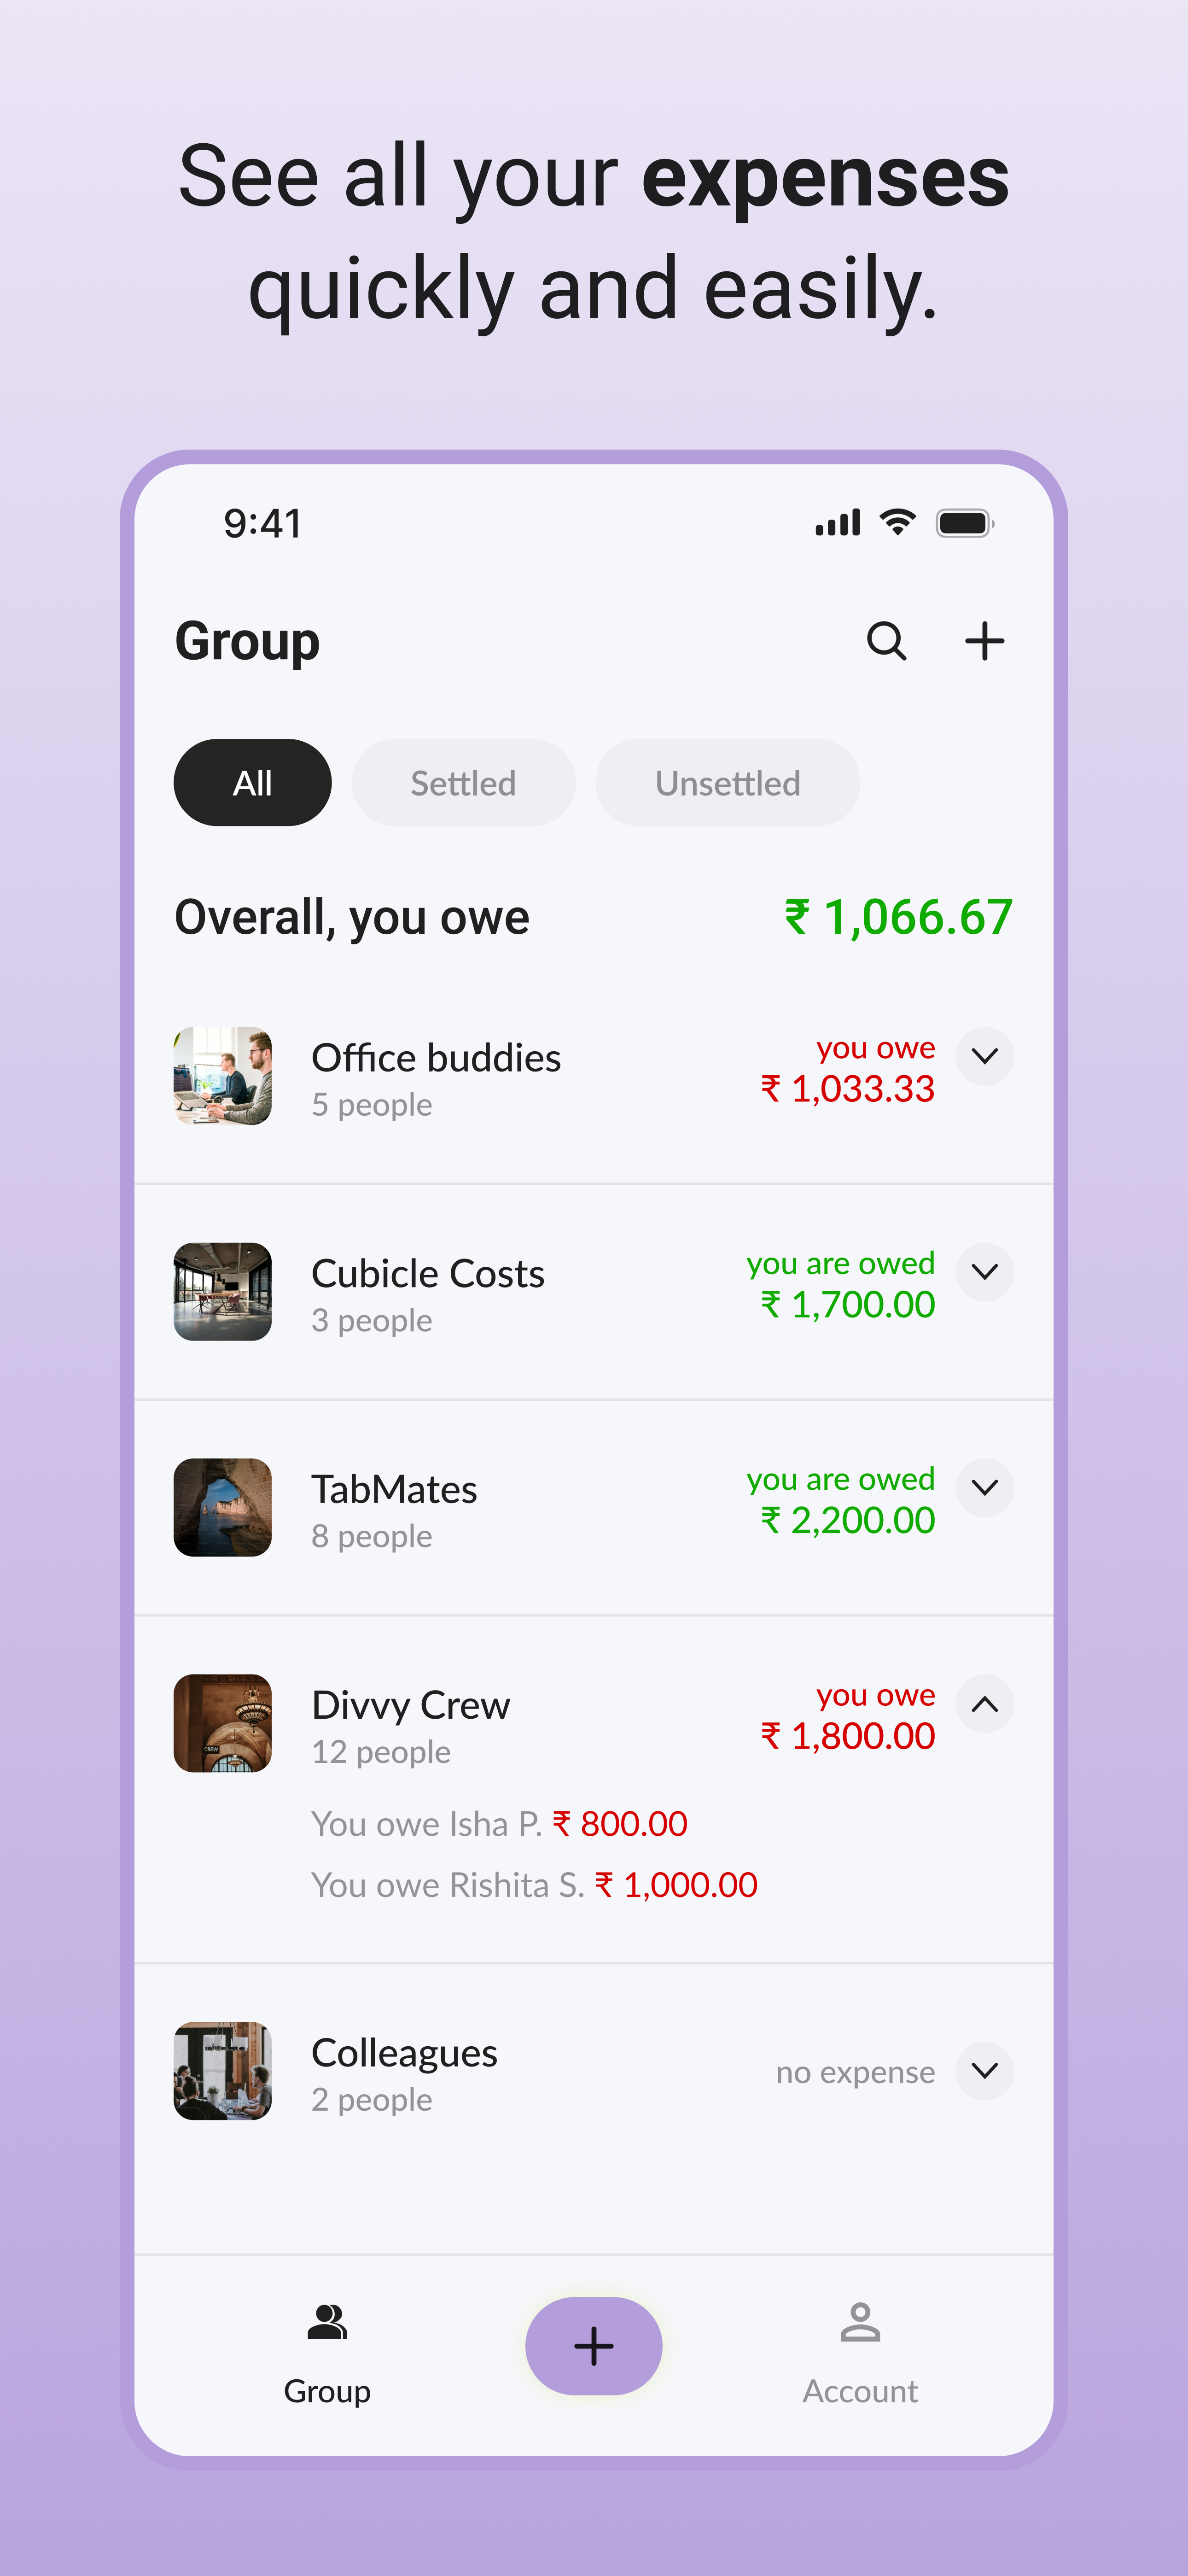 See all your expenses
quickly and easily.
9:41
Group
All Settled Unsettled
Overall, you owe ₹ 1,066.67
Office buddies
5 people
you owe
₹ 1,033.33
Cubicle Costs
3 people
you are owed
₹ 1,700.00
TabMates
8 people
you are owed
₹ 2,200.00
Divvy Crew
12 people
you owe
₹ 1,800.00
CREW
You owe Isha P. ₹ 800.00
You owe Rishita S. ₹ 1,000.00
Colleagues
2 people
no expense
Group
Account